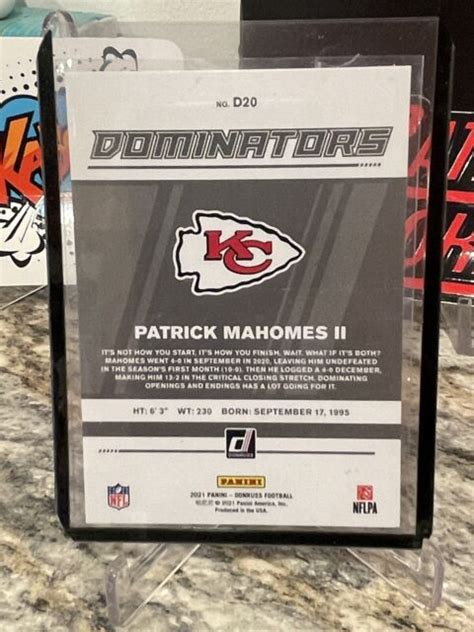 NO. D20
DOMINATORS
KC
PATRICK MAHOMES II
IT'S NOT HOW YOU START, IT'S HOW YOU FINISH. WAIT. WHAT IF IT'S BOTH?
MAHOMES WENT 4-0 IN SEPTEMBER IN 2020, LEAVING HIM UNDEFEATED
IN THE SEASON'S FIRST MONTH (10-0). THEN HE LOGGED A 4-0 DECEMBER,
MAKING HIM 13-2 IN THE CRITICAL CLOSING STRETCH. DOMINATING
OPENINGS AND ENDINGS HAS A LOT GOING FOR IT.
HT: 6' 3" WT: 230 BORN: SEPTEMBER 17, 1995
DONRUSS
PANINI
NFL
2021 PANINI - DONRUSS FOOTBALL
© 2021 Panini America, Inc.
Produced in the USA.
NFLPA